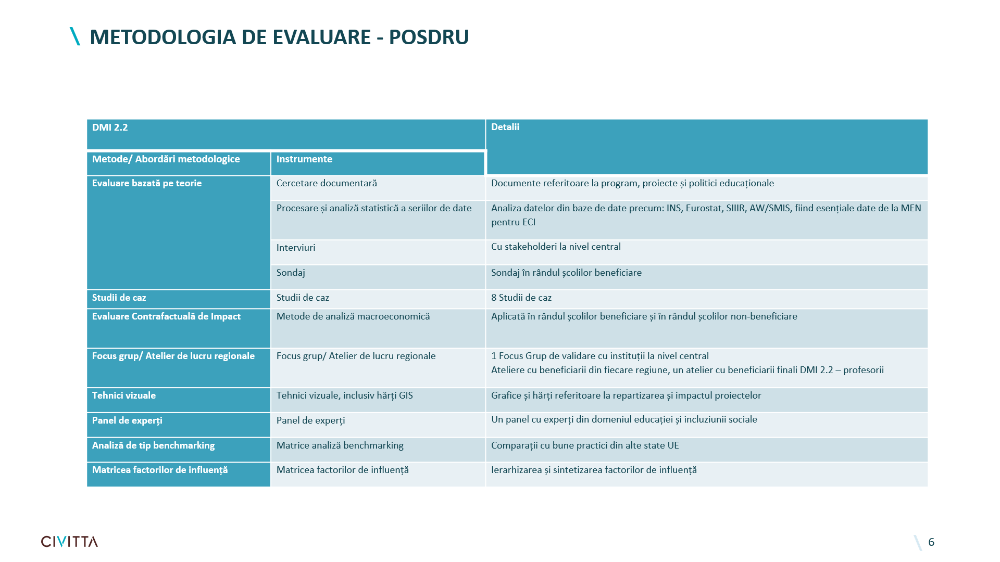 \ METODOLOGIA DE EVALUARE - POSDRU
DMI 2.2
Detalii
Metode/ Abordări metodologice
Instrumente
Evaluare bazată pe teorie
Cercetare documentară
Documente referitoare la program, proiecte și politici educaționale
Procesare și analiză statistică a seriilor de date
Analiza datelor din baze de date precum: INS, Eurostat, SIIIR, AW/SMIS, fiind esențiale date de la MEN
pentru ECI
Interviuri
Cu stakeholderi la nivel central
Sondaj
Sondaj în rândul școlilor beneficiare
Studii de caz
Studii de caz
8 Studii de caz
Evaluare Contrafactuală de Impact
Metode de analiză macroeconomică
Aplicată în rândul școlilor beneficiare și în rândul școlilor non-beneficiare
Focus grup/ Atelier de lucru regionale
Focus grup/ Atelier de lucru regionale
1 Focus Grup de validare cu instituții la nivel central
Ateliere cu beneficiarii din fiecare regiune, un atelier cu beneficiarii finali DMI 2.2 – profesorii
Tehnici vizuale
Tehnici vizuale, inclusiv hărți GIS
Grafice și hărți referitoare la repartizarea și impactul proiectelor
Panel de experți
Panel de experți
Un panel cu experți din domeniul educației și incluziunii sociale
Analiză de tip benchmarking
Matrice analiză benchmarking
Comparații cu bune practici din alte state UE
Matricea factorilor de influență
Matricea factorilor de influență
Ierarhizarea și sintetizarea factorilor de influență
CIVITTA
\ 6